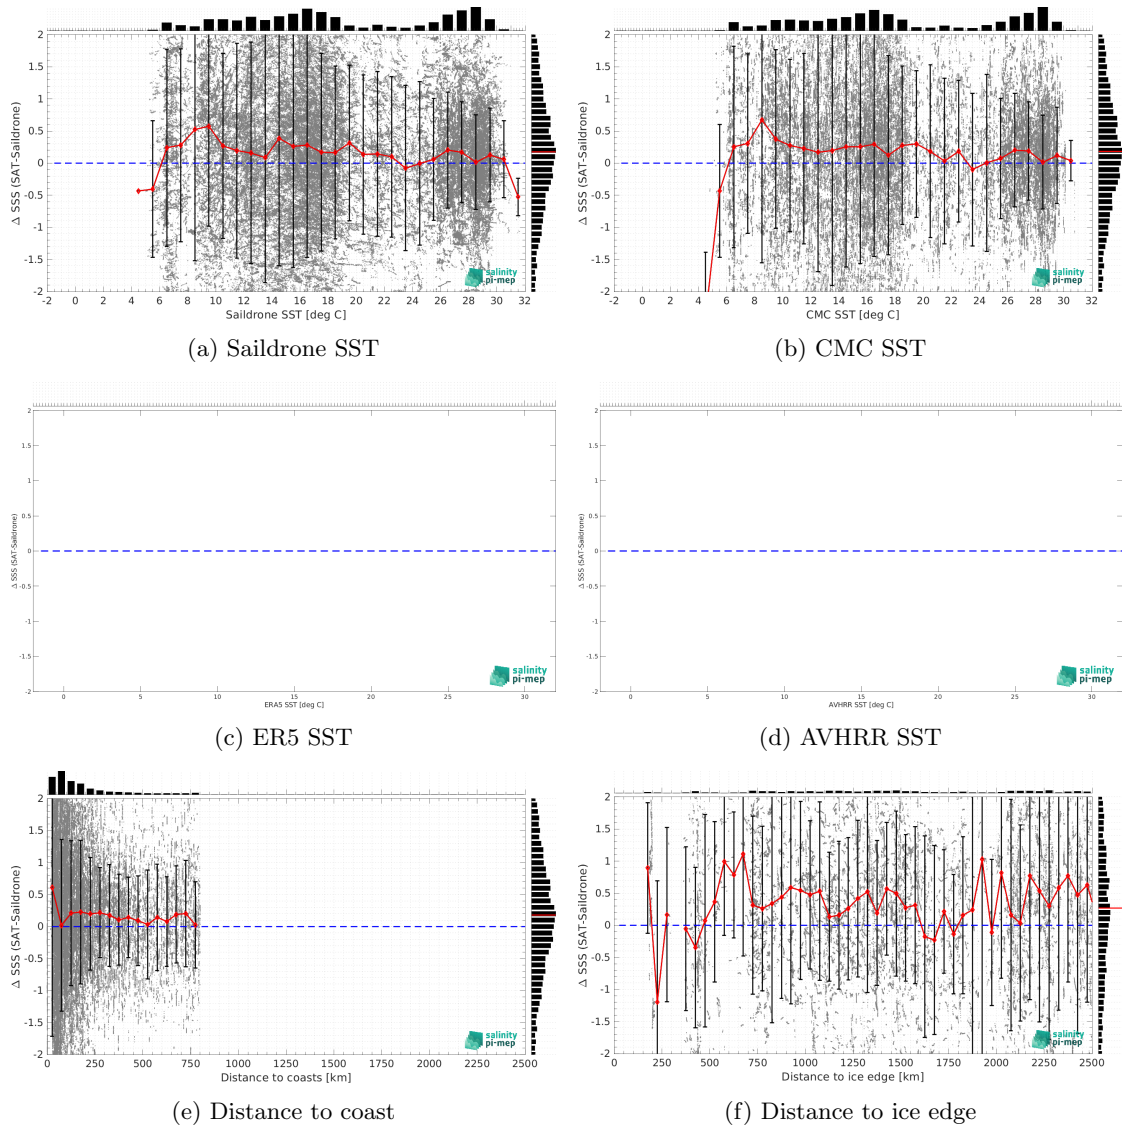 2
1.5
1
0.5
0
-0.5
-1
-1.5
-2
Δ SSS (SAT-Saildrone)
-2 0 2 4 6 8 10 12 14 16 18 20 22 24 26 28 30 32
Saildrone SST [deg C]
salinity
pi-mep
(a) Saildrone SST
2
1.5
1
0.5
0
-0.5
-1
-1.5
-2
Δ SSS (SAT-Saildrone)
-2 0 2 4 6 8 10 12 14 16 18 20 22 24 26 28 30 32
CMC SST [deg C]
salinity
pi-mep
(b) CMC SST
2
1.5
1
0.5
0
-0.5
-1
-1.5
-2
Δ SSS (SAT-Saildrone)
0 5 10 15 20 25 30
ERA5 SST [deg C]
salinity
pi-mep
(c) ER5 SST
2
1.5
1
0.5
0
-0.5
-1
-1.5
-2
Δ SSS (SAT-Saildrone)
0 5 10 15 20 25 30
AVHRR SST [deg C]
salinity
pi-mep
(d) AVHRR SST
2
1.5
1
0.5
0
-0.5
-1
-1.5
-2
Δ SSS (SAT-Saildrone)
0 250 500 750 1000 1250 1500 1750 2000 2250 2500
Distance to coasts [km]
salinity
pi-mep
(e) Distance to coast
2
1.5
1
0.5
0
-0.5
-1
-1.5
-2
Δ SSS (SAT-Saildrone)
0 250 500 750 1000 1250 1500 1750 2000 2250 2500
Distance to ice edge [km]
salinity
pi-mep
(f) Distance to ice edge